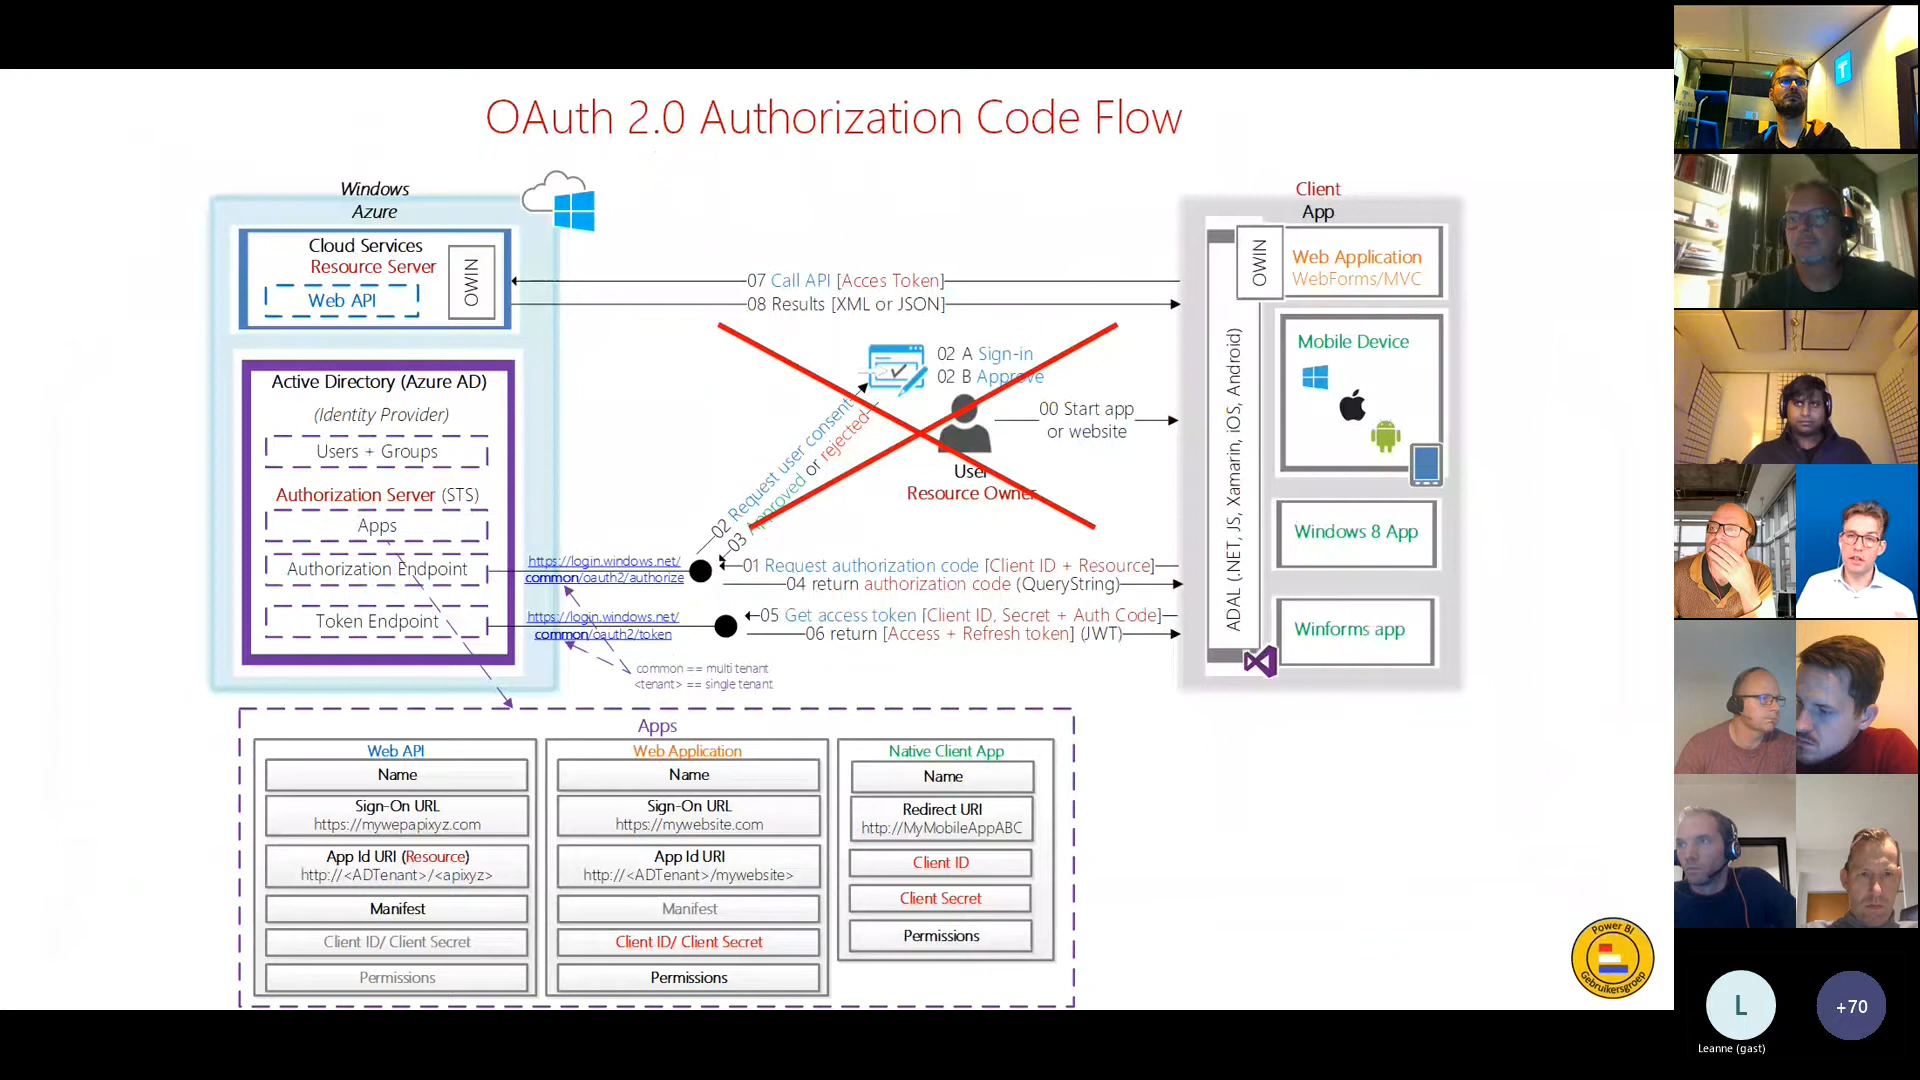 OAuth 2.0 Authorization Code Flow
Windows
Azure
Cloud Services
Resource Server
Web API
OWIN
Active Directory (Azure AD)
(Identity Provider)
Users + Groups
Authorization Server (STS)
Apps
Authorization Endpoint
Token Endpoint
https://login.windows.net/
common/oauth2/authorize
https://login.windows.net/
common/oauth2/token
common == multi tenant
<tenant> == single tenant
07 Call API [Acces Token]
08 Results [XML or JSON]
02 A Sign-in
02 B Approve
00 Start app
or website
User
Resource Owner
02 Request user consent
03 Approved or rejected
01 Request authorization code [Client ID + Resource]
04 return authorization code (QueryString)
05 Get access token [Client ID, Secret + Auth Code]
06 return [Access + Refresh token] (JWT)
Client
App
OWIN
ADAL (.NET, JS, Xamarin, iOS, Android)
Web Application
WebForms/MVC
Mobile Device
Windows 8 App
Winforms app
Apps
Web API
Name
Sign-On URL
https://mywepapixyz.com
App Id URI (Resource)
http://<ADTenant>/<apixyz>
Manifest
Client ID/ Client Secret
Permissions
Web Application
Name
Sign-On URL
https://mywebsite.com
App Id URI
http://<ADTenant>/mywebsite>
Manifest
Client ID/ Client Secret
Permissions
Native Client App
Name
Redirect URI
http://MyMobileAppABC
Client ID
Client Secret
Permissions
Power BI
Gebruikersgroep
L
Leanne (gast)
+70